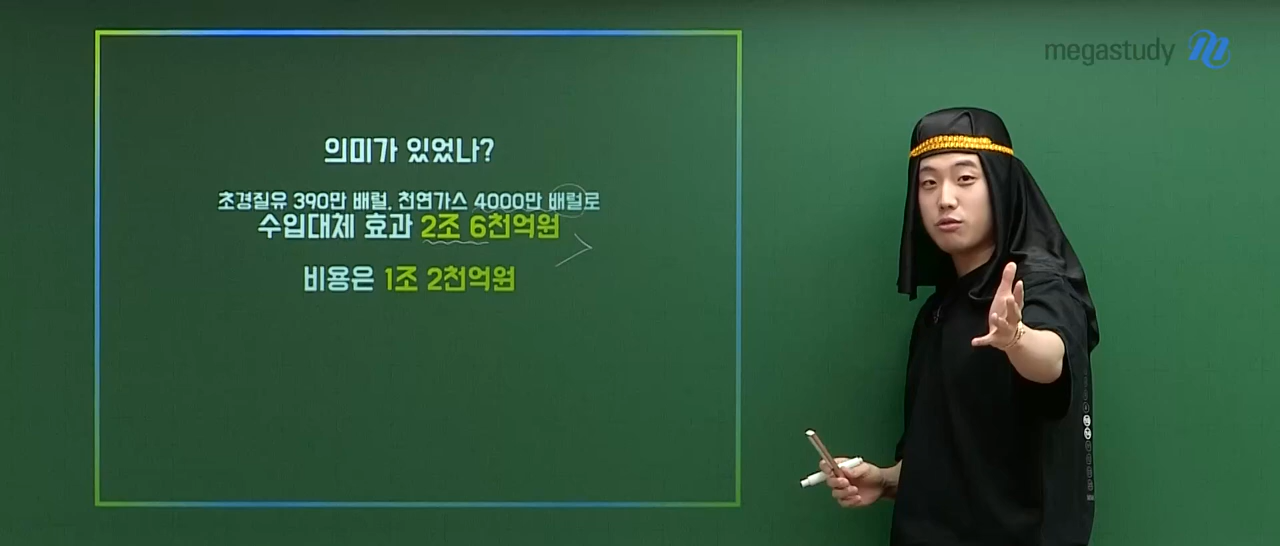 megastudy
의미가 있었나?
초경질유 390만 배럴, 천연가스 4000만 배럴로
수입대체 효과 2조 6천억원
비용은 1조 2천억원